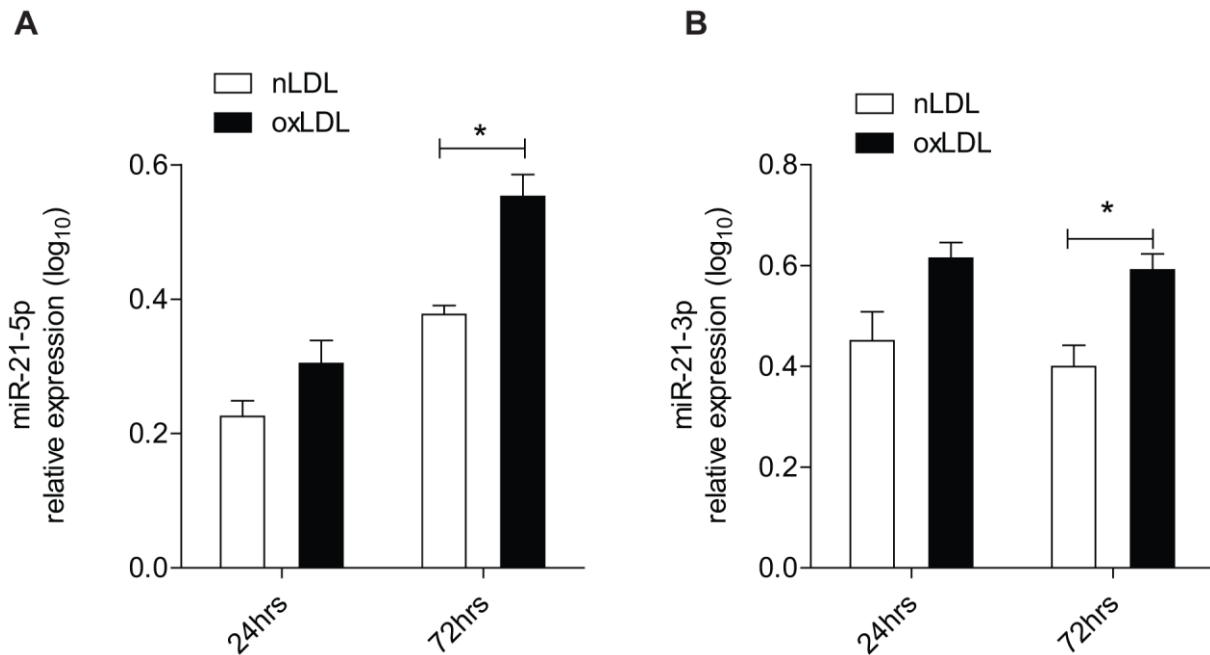 A
nLDL
oxLDL
miR-21-5p
relative expression (log10)
0.6
0.4
0.2
0.0
*
24hrs
72hrs
B
nLDL
oxLDL
miR-21-3p
relative expression (log10)
0.8
0.6
0.4
0.2
0.0
*
24hrs
72hrs